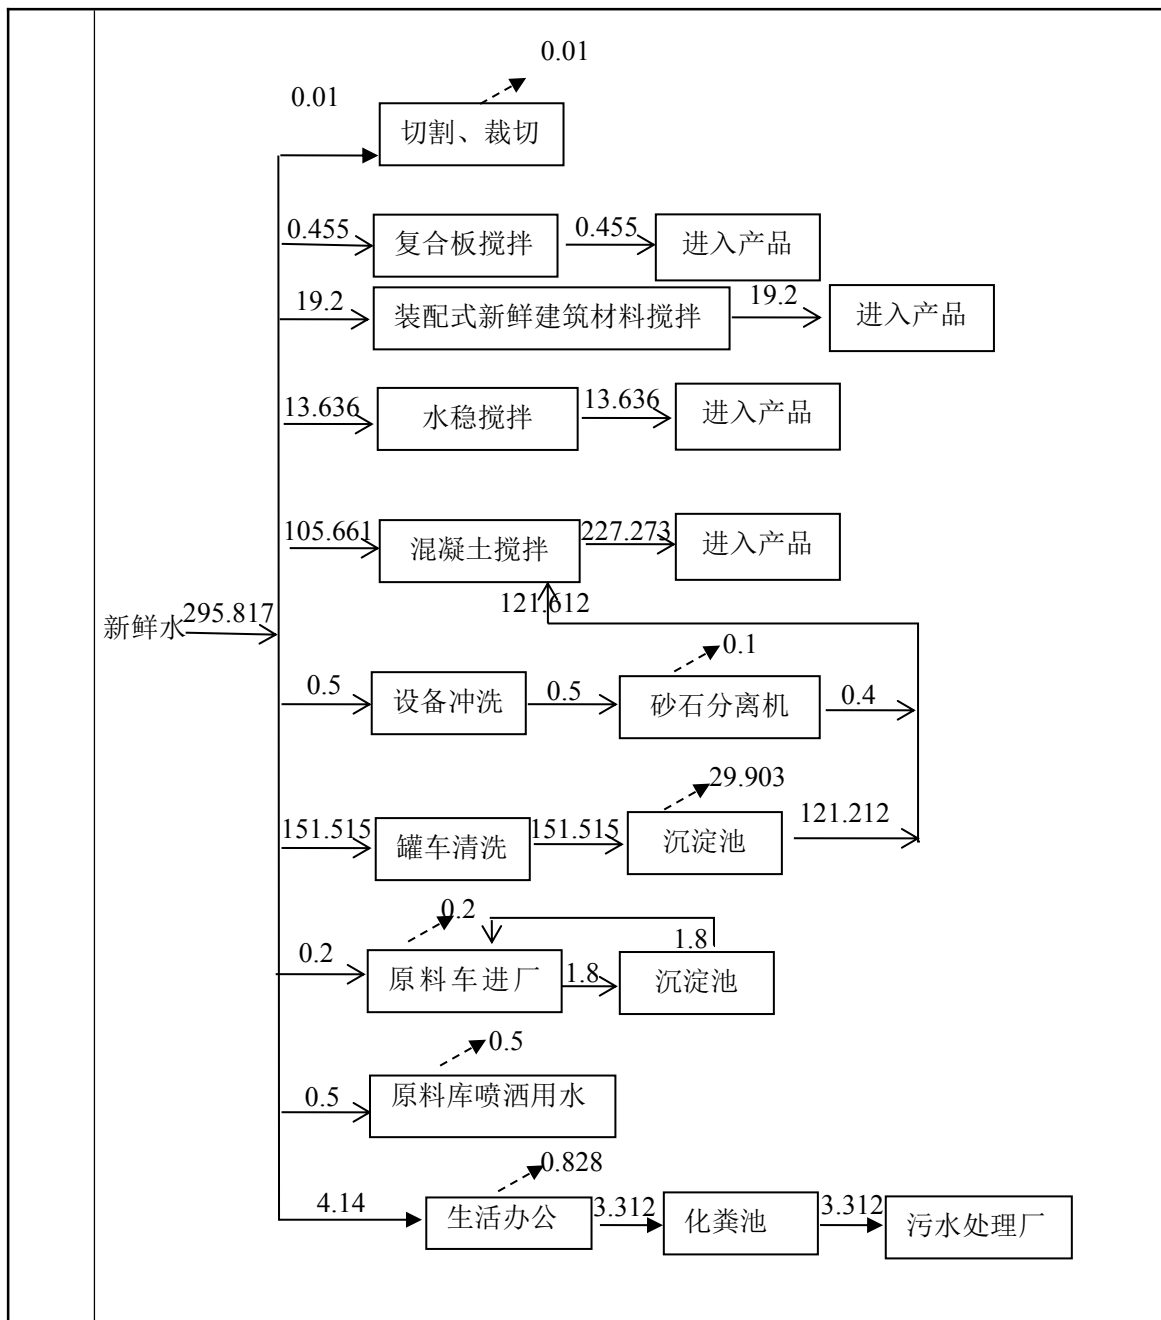 0.01
0.01
切割、裁切
0.455
复合板搅拌
0.455
进入产品
19.2
装配式新鲜建筑材料搅拌
19.2
进入产品
13.636
水稳搅拌
13.636
进入产品
105.661
混凝土搅拌
227.273
进入产品
121.612
新鲜水
295.817
0.1
0.5
设备冲洗
0.5
砂石分离机
0.4
29.903
151.515
罐车清洗
151.515
沉淀池
121.212
0.2
1.8
0.2
原料车进厂
1.8
沉淀池
0.5
0.5
原料库喷洒用水
0.828
4.14
生活办公
3.312
化粪池
3.312
污水处理厂